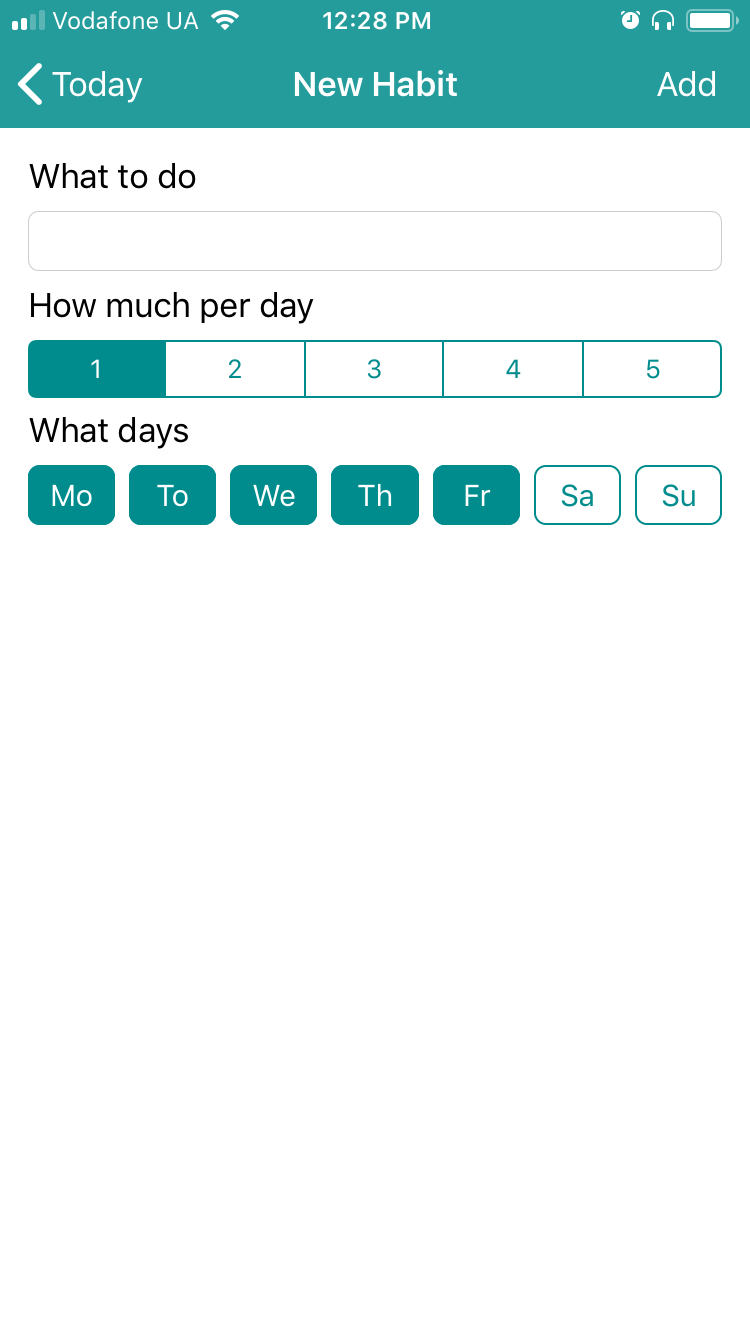 Vodafone UA 12:28 PM
Today New Habit Add
What to do
How much per day
1 2 3 4 5
What days
Mo To We Th Fr Sa Su